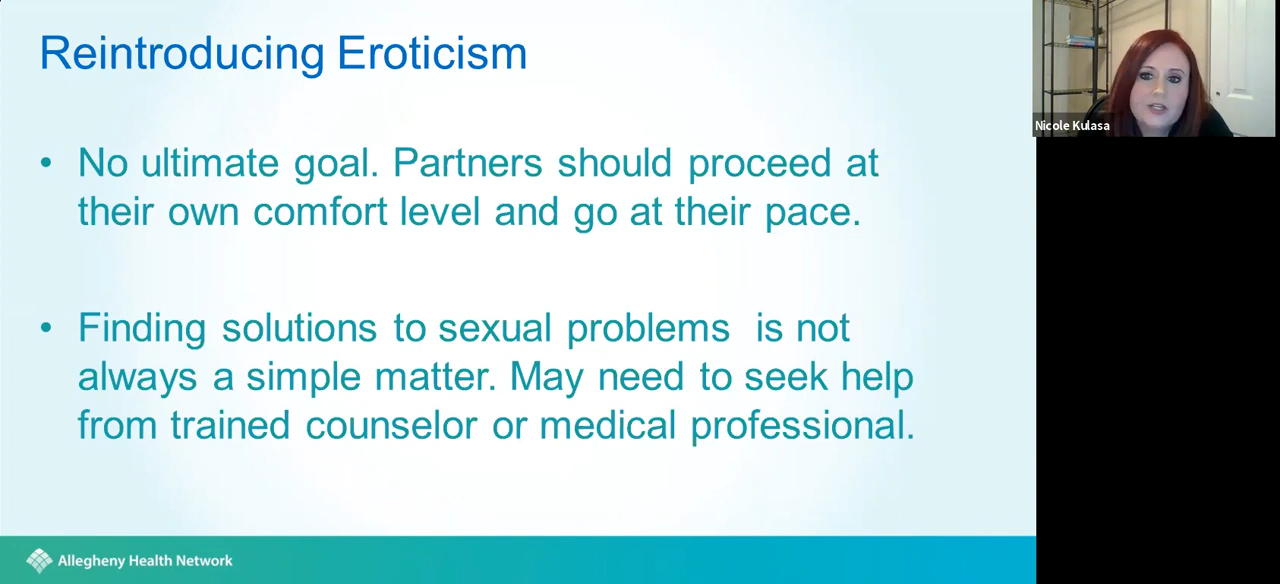 Reintroducing Eroticism
• No ultimate goal. Partners should proceed at
their own comfort level and go at their pace.
• Finding solutions to sexual problems is not
always a simple matter. May need to seek help
from trained counselor or medical professional.
Allegheny Health Network
Nicole Kulasa